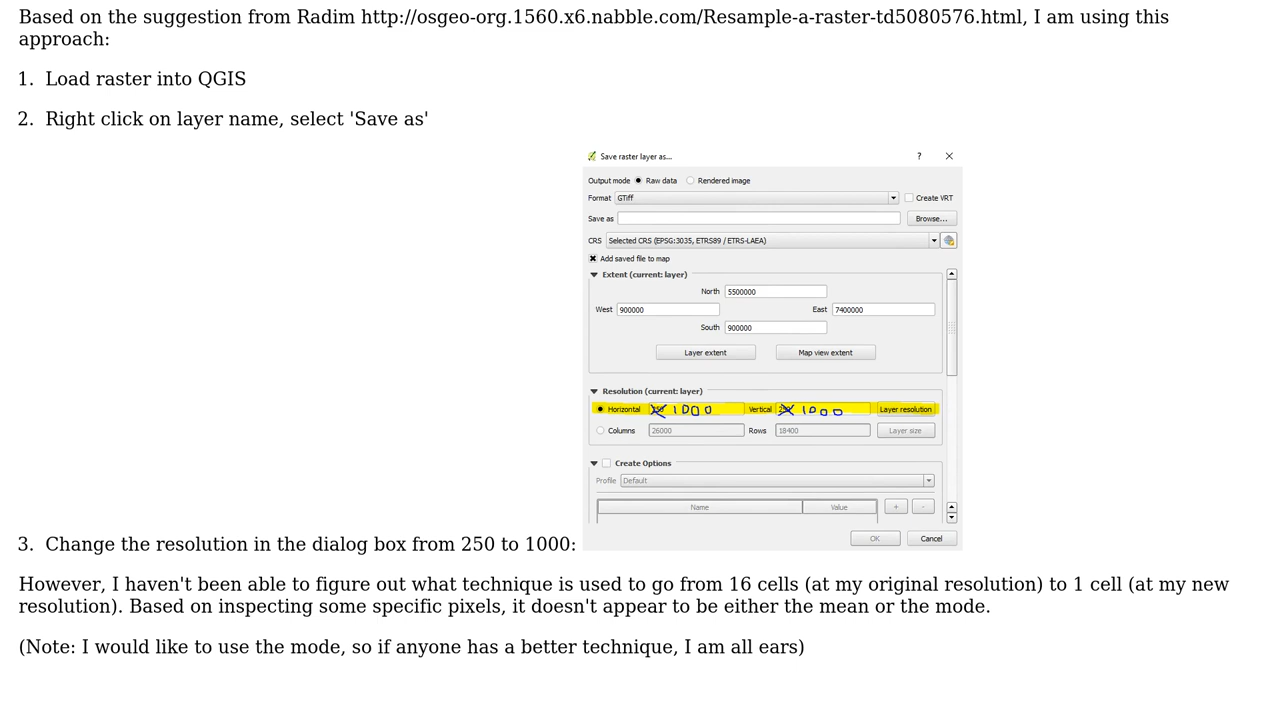 Based on the suggestion from Radim http://osgeo-org.1560.x6.nabble.com/Resample-a-raster-td5080576.html, I am using this
approach:
1. Load raster into QGIS
2. Right click on layer name, select 'Save as'
Save raster layer as...
? ×
Output mode Raw data Rendered image
Format GTiff Create VRT
Save as Browse...
CRS Selected CRS (EPSG:3035, ETRS89 / ETRS-LAEA)
Add saved file to map
Extent (current: layer)
North 5500000
West 900000 East 7400000
South 900000
Layer extent Map view extent
Resolution (current: layer)
Horizontal 1000 Vertical 1000 Layer resolution
Columns 26000 Rows 18400 Layer size
Create Options
Profile Default
Name Value + -
OK Cancel
3. Change the resolution in the dialog box from 250 to 1000:
However, I haven't been able to figure out what technique is used to go from 16 cells (at my original resolution) to 1 cell (at my new
resolution). Based on inspecting some specific pixels, it doesn't appear to be either the mean or the mode.
(Note: I would like to use the mode, so if anyone has a better technique, I am all ears)